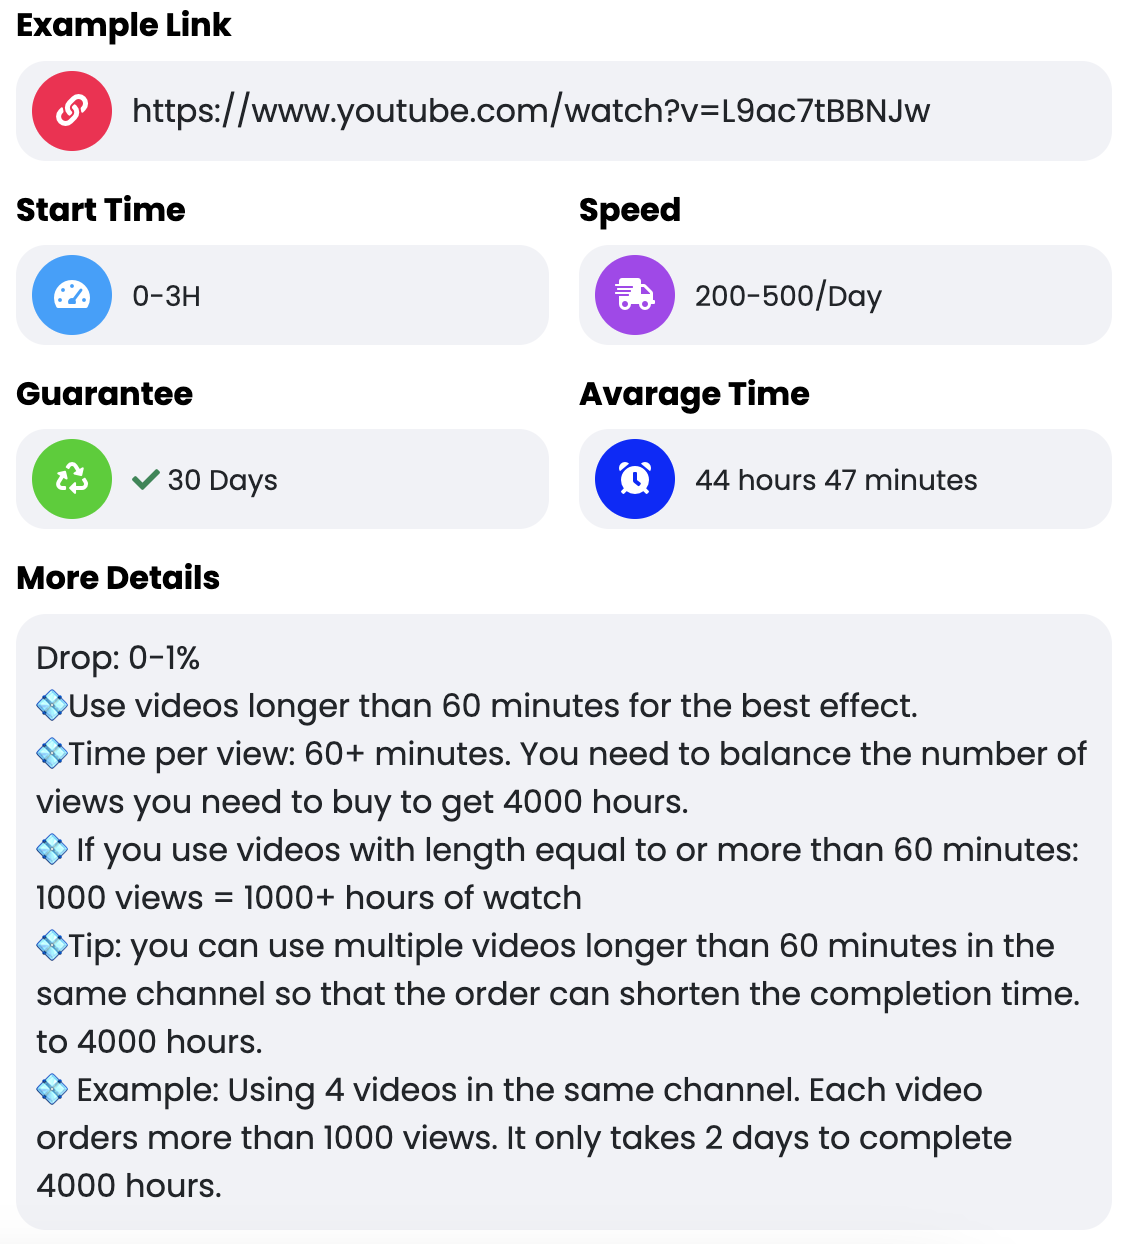 Example Link
https://www.youtube.com/watch?v=L9ac7tBBNJw
Start Time
Speed
0-3H
200-500/Day
Guarantee
Avarage Time
✔ 30 Days
44 hours 47 minutes
More Details
Drop: 0-1%
💠Use videos longer than 60 minutes for the best effect.
💠Time per view: 60+ minutes. You need to balance the number of
views you need to buy to get 4000 hours.
💠 If you use videos with length equal to or more than 60 minutes:
1000 views = 1000+ hours of watch
💠Tip: you can use multiple videos longer than 60 minutes in the
same channel so that the order can shorten the completion time.
to 4000 hours.
💠 Example: Using 4 videos in the same channel. Each video
orders more than 1000 views. It only takes 2 days to complete
4000 hours.